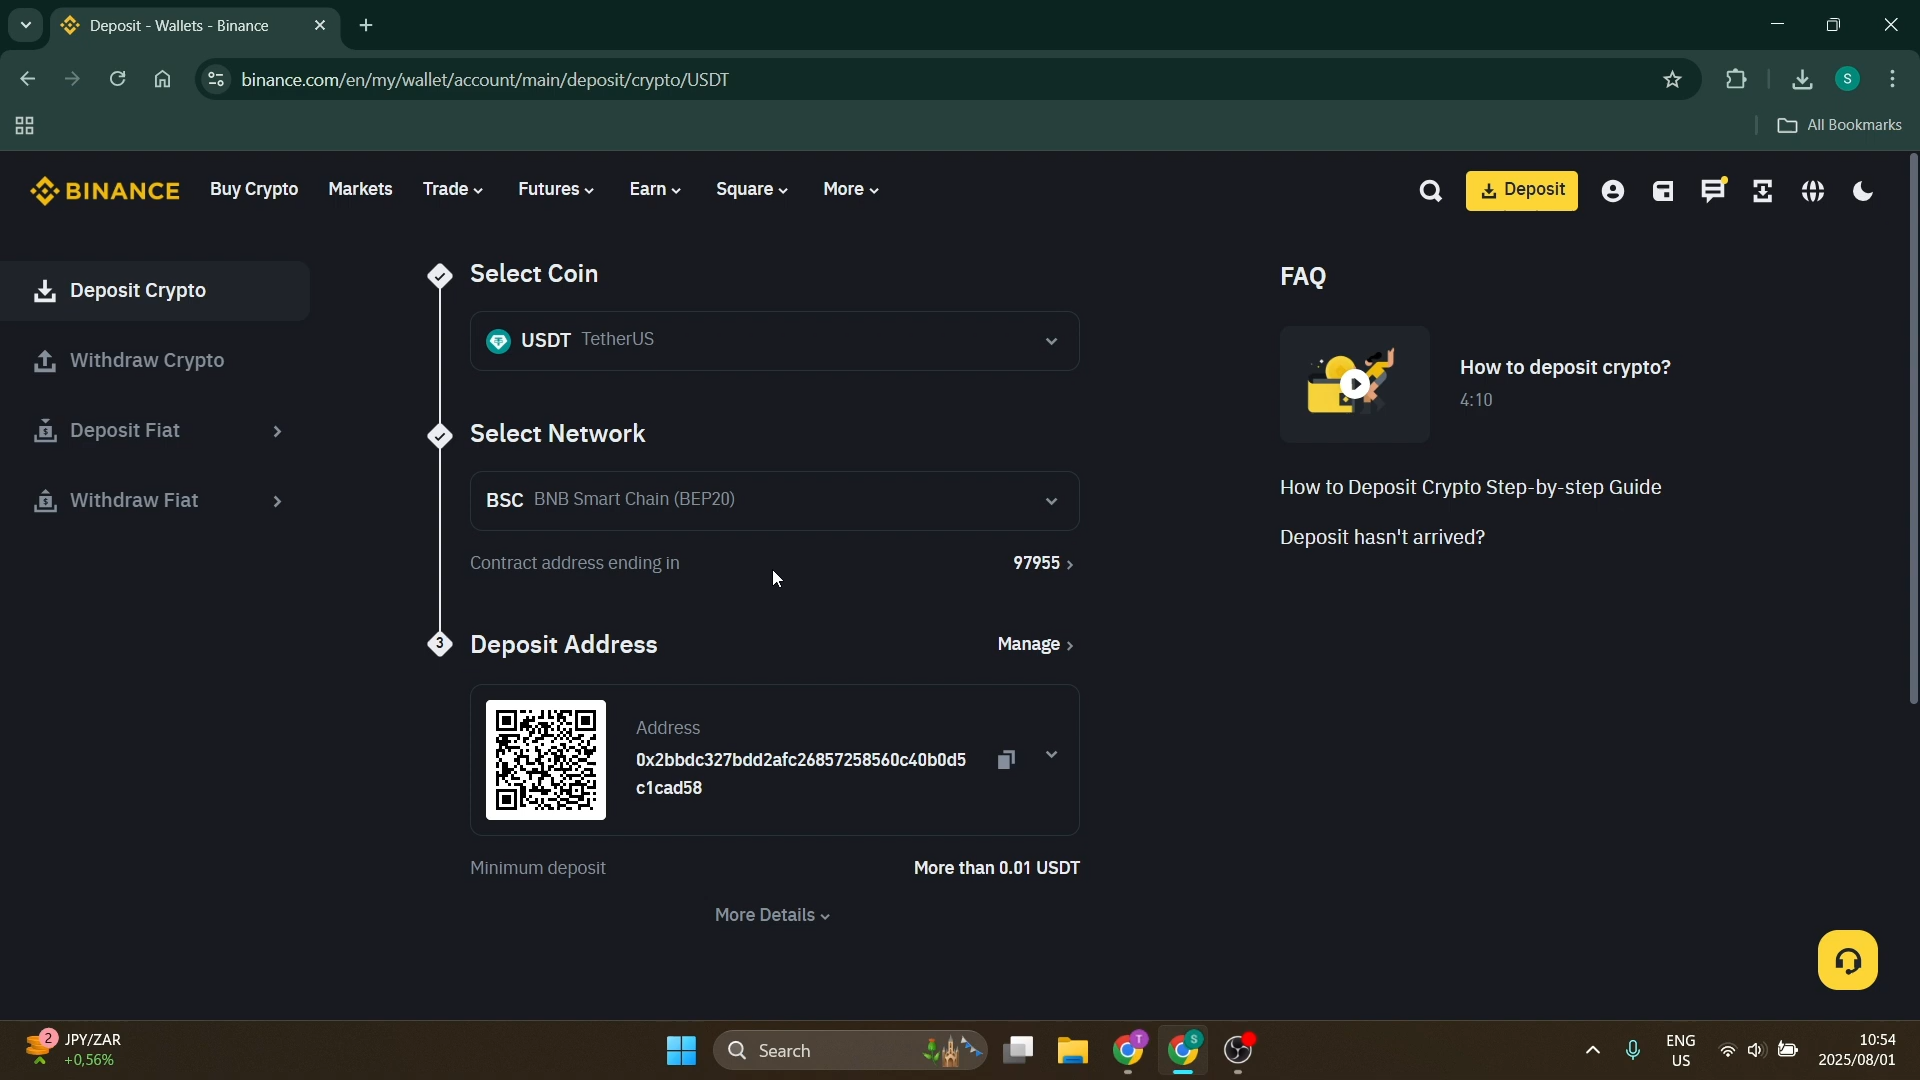 Deposit - Wallets - Binance
binance.com/en/my/wallet/account/main/deposit/crypto/USDT
S
All Bookmarks
BINANCE Buy Crypto Markets Trade Futures Earn Square More Deposit
Deposit Crypto
Withdraw Crypto
Deposit Fiat
Withdraw Fiat
Select Coin
USDT TetherUS
Select Network
BSC BNB Smart Chain (BEP20)
Contract address ending in 97955
3 Deposit Address Manage
Address
0x2bbdc327bdd2afc26857258560c40b0d5
c1cad58
Minimum deposit More than 0.01 USDT
More Details
FAQ
How to deposit crypto?
4:10
How to Deposit Crypto Step-by-step Guide
Deposit hasn't arrived?
2 JPY/ZAR
+0,56%
Search
T
S
ENG
US
10:54
2025/08/01